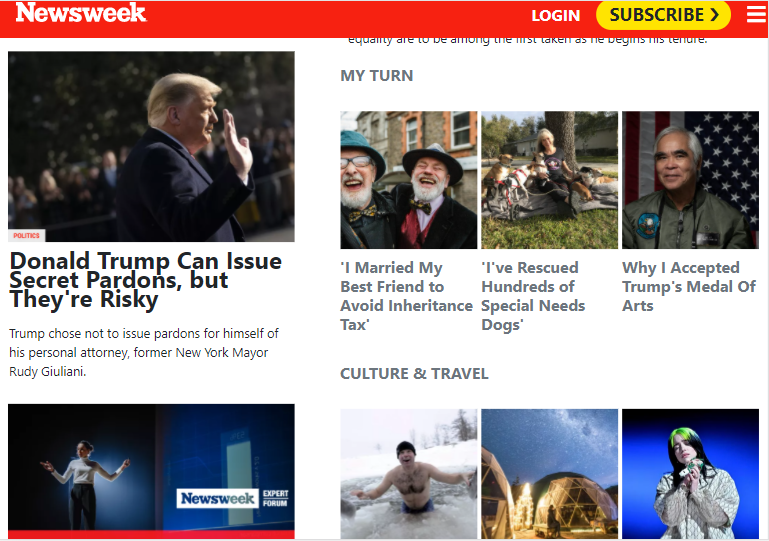 Newsweek
LOGIN
SUBSCRIBE ❯
equality are to be among the first taken as he begins his tenure.
POLITICS
Donald Trump Can Issue
Secret Pardons, but
They're Risky
Trump chose not to issue pardons for himself of
his personal attorney, former New York Mayor
Rudy Giuliani.
Newsweek
EXPERT
FORUM
MY TURN
'I Married My
Best Friend to
Avoid Inheritance
Tax'
'I've Rescued
Hundreds of
Special Needs
Dogs'
Why I Accepted
Trump's Medal Of
Arts
CULTURE & TRAVEL